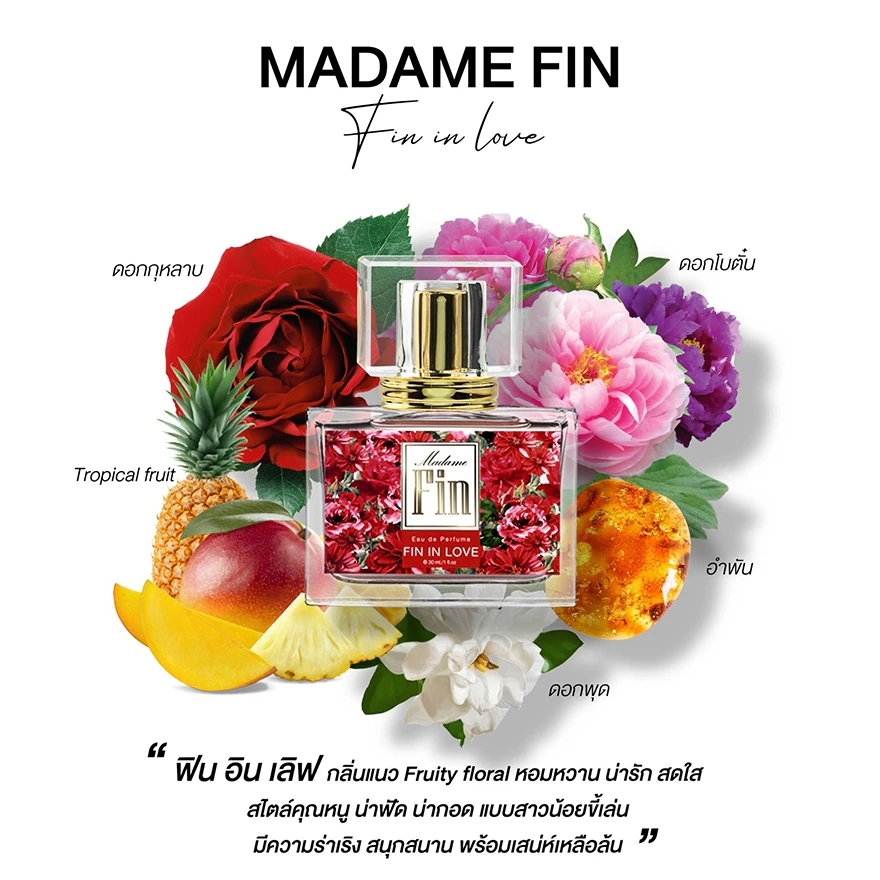 MADAME FIN
Fin in love
ดอกกุหลาบ
ดอกโบตั๋น
Tropical fruit
Madame
Fin
Eau de Perfume
FIN IN LOVE
℮ 30 ml./1 fl.oz
อำพัน
ดอกพุด
“ ฟิน อิน เลิฟ กลิ่นแนว Fruity floral หอมหวาน น่ารัก สดใส
สไตล์คุณหนู น่าฟัด น่ากอด แบบสาวน้อยขี้เล่น
มีความร่าเริง สนุกสนาน พร้อมเสน่ห์เหลือล้น ”